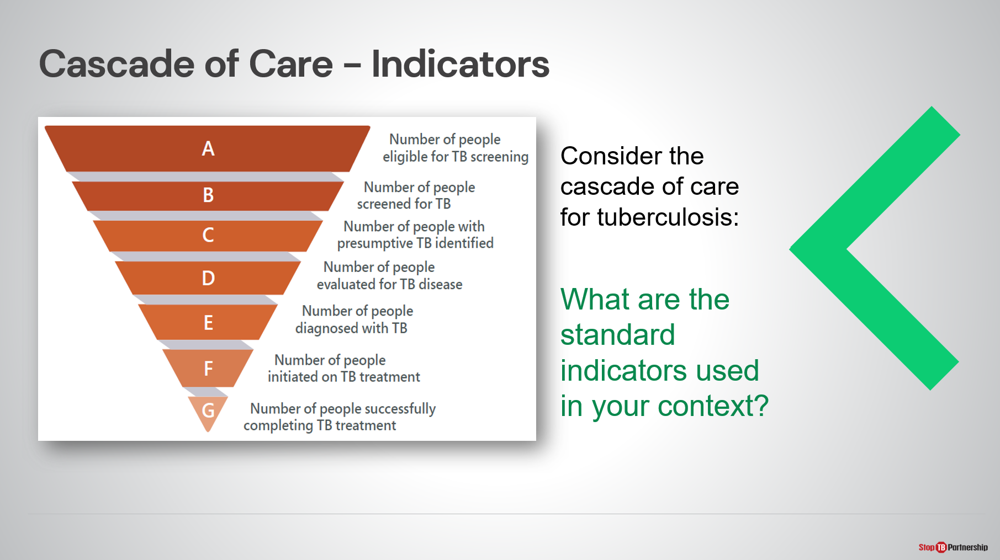 Cascade of Care - Indicators
A
Number of people
eligible for TB screening
B
Number of people
screened for TB
C
Number of people with
presumptive TB identified
D
Number of people
evaluated for TB disease
E
Number of people
diagnosed with TB
F
Number of people
initiated on TB treatment
G
Number of people successfully
completing TB treatment
Consider the
cascade of care
for tuberculosis:
What are the
standard
indicators used
in your context?
Stop TB Partnership